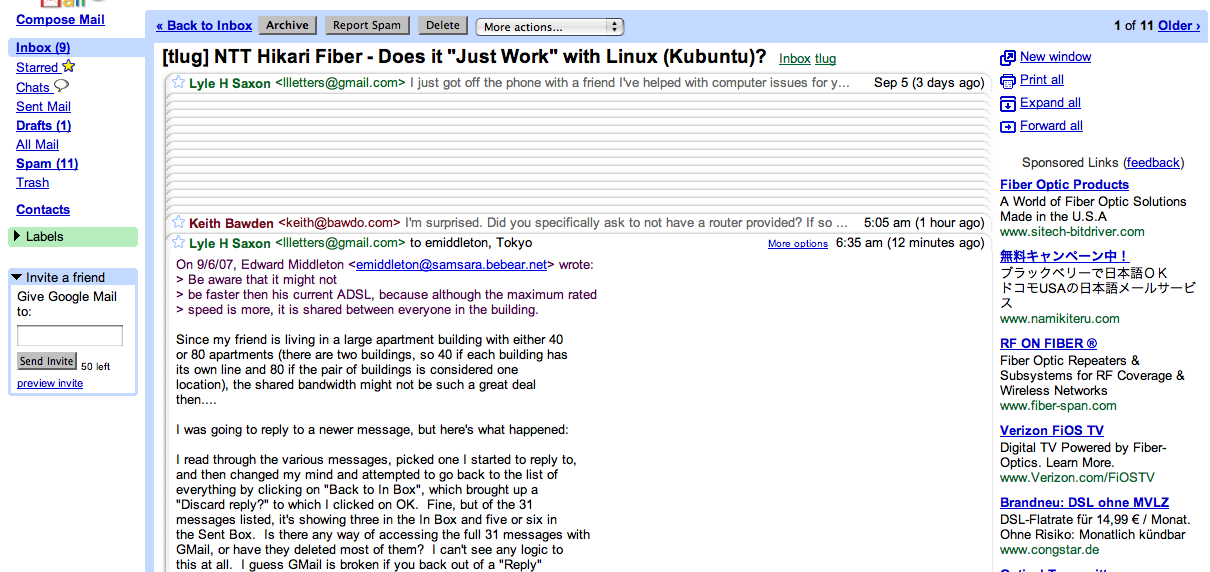 Compose Mail
Inbox (9)
Starred
Chats
Sent Mail
Drafts (1)
All Mail
Spam (11)
Trash
Contacts
Labels
Invite a friend
Give Google Mail
to:
Send Invite 50 left
preview invite
« Back to Inbox Archive Report Spam Delete More actions... 1 of 11 Older ›
[tlug] NTT Hikari Fiber - Does it "Just Work" with Linux (Kubuntu)? Inbox tlug
Lyle H Saxon <llletters@gmail.com> I just got off the phone with a friend I've helped with computer issues for y... Sep 5 (3 days ago)
Keith Bawden <keith@bawdo.com> I'm surprised. Did you specifically ask to not have a router provided? If so ... 5:05 am (1 hour ago)
Lyle H Saxon <llletters@gmail.com> to emiddleton, Tokyo More options 6:35 am (12 minutes ago)
On 9/6/07, Edward Middleton <emiddleton@samsara.bebear.net> wrote:
> Be aware that it might not
> be faster then his current ADSL, because although the maximum rated
> speed is more, it is shared between everyone in the building.
Since my friend is living in a large apartment building with either 40
or 80 apartments (there are two buildings, so 40 if each building has
its own line and 80 if the pair of buildings is considered one
location), the shared bandwidth might not be such a great deal
then....
I was going to reply to a newer message, but here's what happened:
I read through the various messages, picked one I started to reply to,
and then changed my mind and attempted to go back to the list of
everything by clicking on "Back to In Box", which brought up a
"Discard reply?" to which I clicked on OK.  Fine, but of the 31
messages listed, it's showing three in the In Box and five or six in
the Sent Box.  Is there any way of accessing the full 31 messages with
GMail, or have they deleted most of them?  I can't see any logic to
this at all.  I guess GMail is broken if you back out of a "Reply"
New window
Print all
Expand all
Forward all
Sponsored Links (feedback)
Fiber Optic Products
A World of Fiber Optic Solutions
Made in the U.S.A
www.sitech-bitdriver.com
無料キャンペーン中！
ブラックベリーで日本語ＯＫ
ドコモUSAの日本語メールサービ
ス
www.namikiteru.com
RF ON FIBER ®
Fiber Optic Repeaters &
Subsystems for RF Coverage &
Wireless Networks
www.fiber-span.com
Verizon FiOS TV
Digital TV Powered by Fiber-
Optics. Learn More.
www.Verizon.com/FiOSTV
Brandneu: DSL ohne MVLZ
DSL-Flatrate für 14,99 € / Monat.
Ohne Risiko: Monatlich kündbar
www.congstar.de